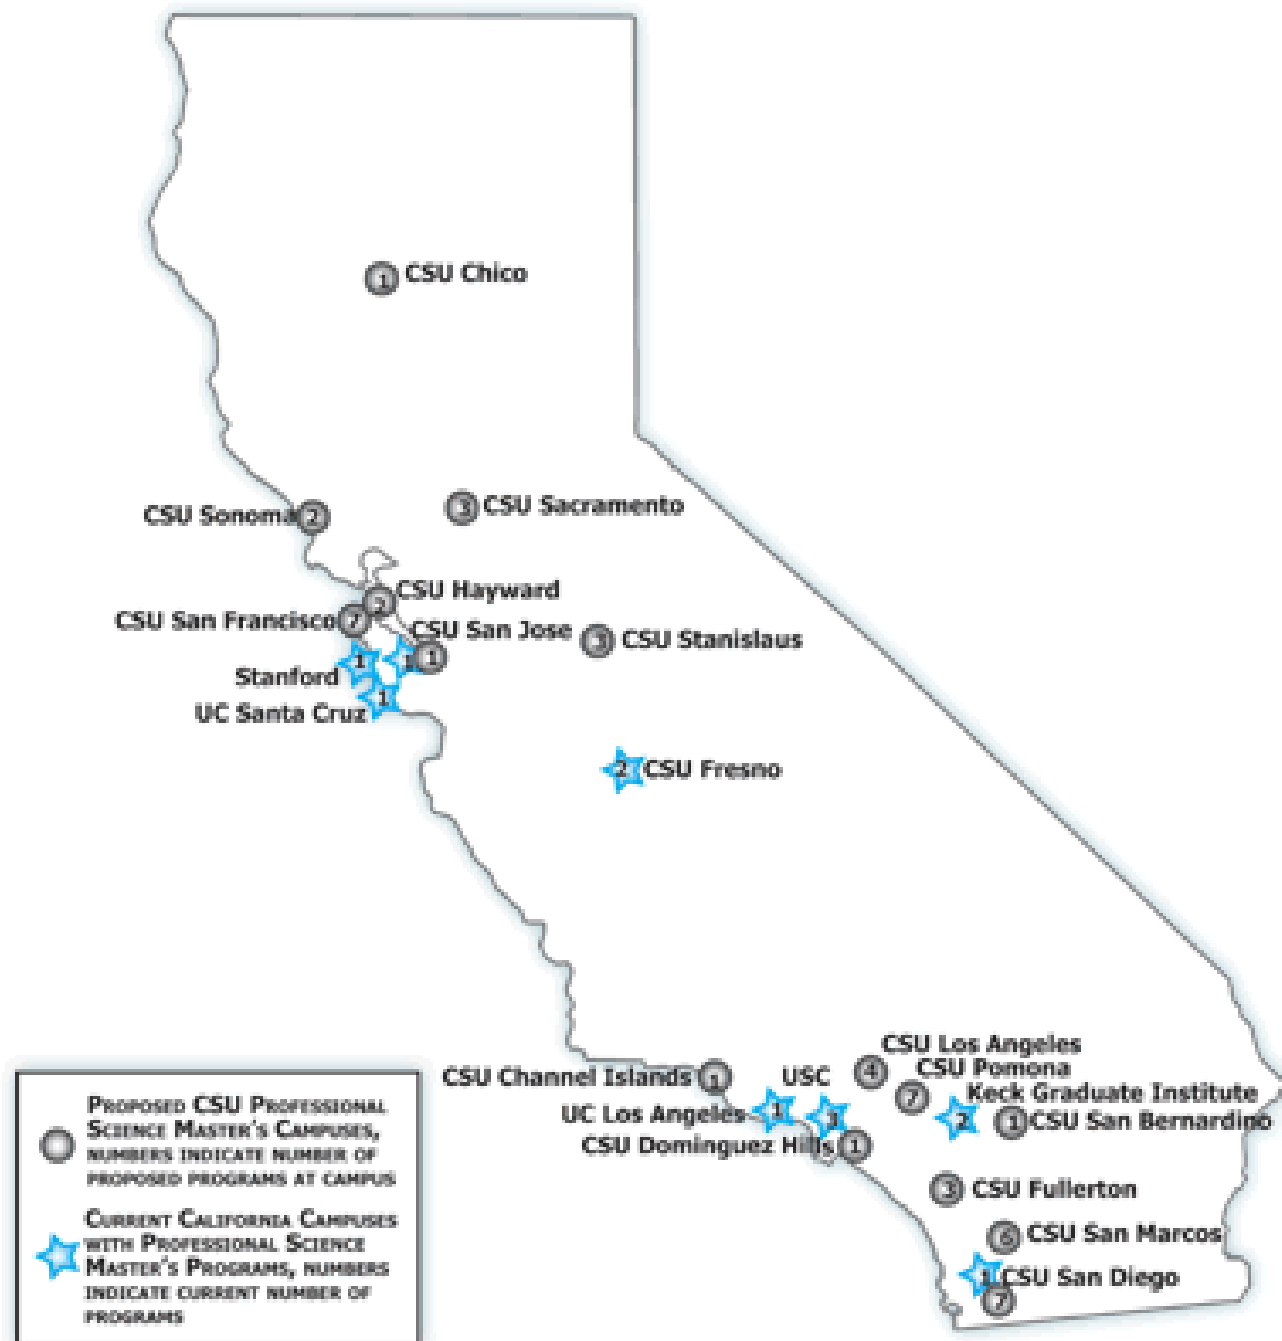 1 CSU Chico
CSU Sonoma 2
3 CSU Sacramento
CSU Hayward
2
CSU San Francisco 7
CSU San Jose
3 CSU Stanislaus
1
1 1
Stanford
1
UC Santa Cruz
2 CSU Fresno
CSU Los Angeles
4
CSU Channel Islands 1
USC
CSU Pomona
7
Keck Graduate Institute
2
UC Los Angeles 1
3
1 CSU San Bernardino
CSU Dominguez Hills 1
3 CSU Fullerton
6 CSU San Marcos
1 CSU San Diego
7
Proposed CSU Professional
Science Master's Campuses,
numbers indicate number of
proposed programs at campus
Current California Campuses
with Professional Science
Master's Programs, numbers
indicate current number of
programs